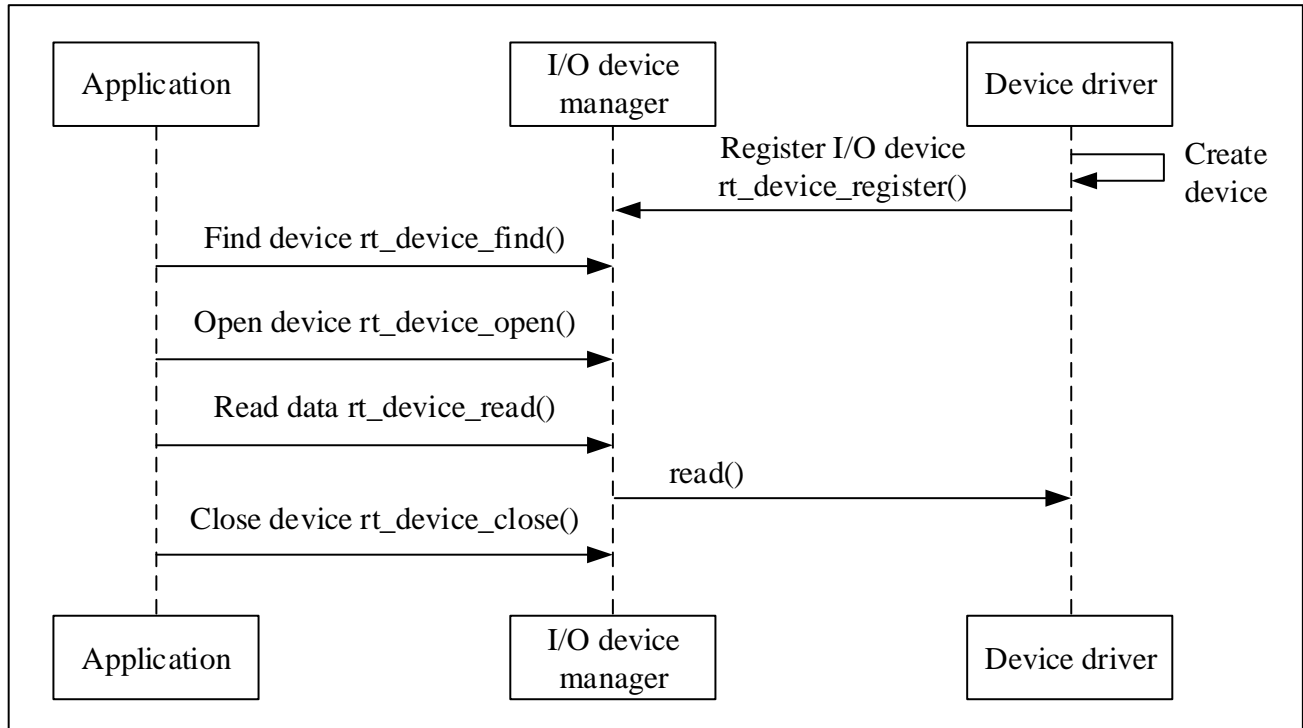 Application
I/O device
manager
Device driver
Register I/O device
rt_device_register()
Create
device
Find device rt_device_find()
Open device rt_device_open()
Read data rt_device_read()
read()
Close device rt_device_close()
Application
I/O device
manager
Device driver